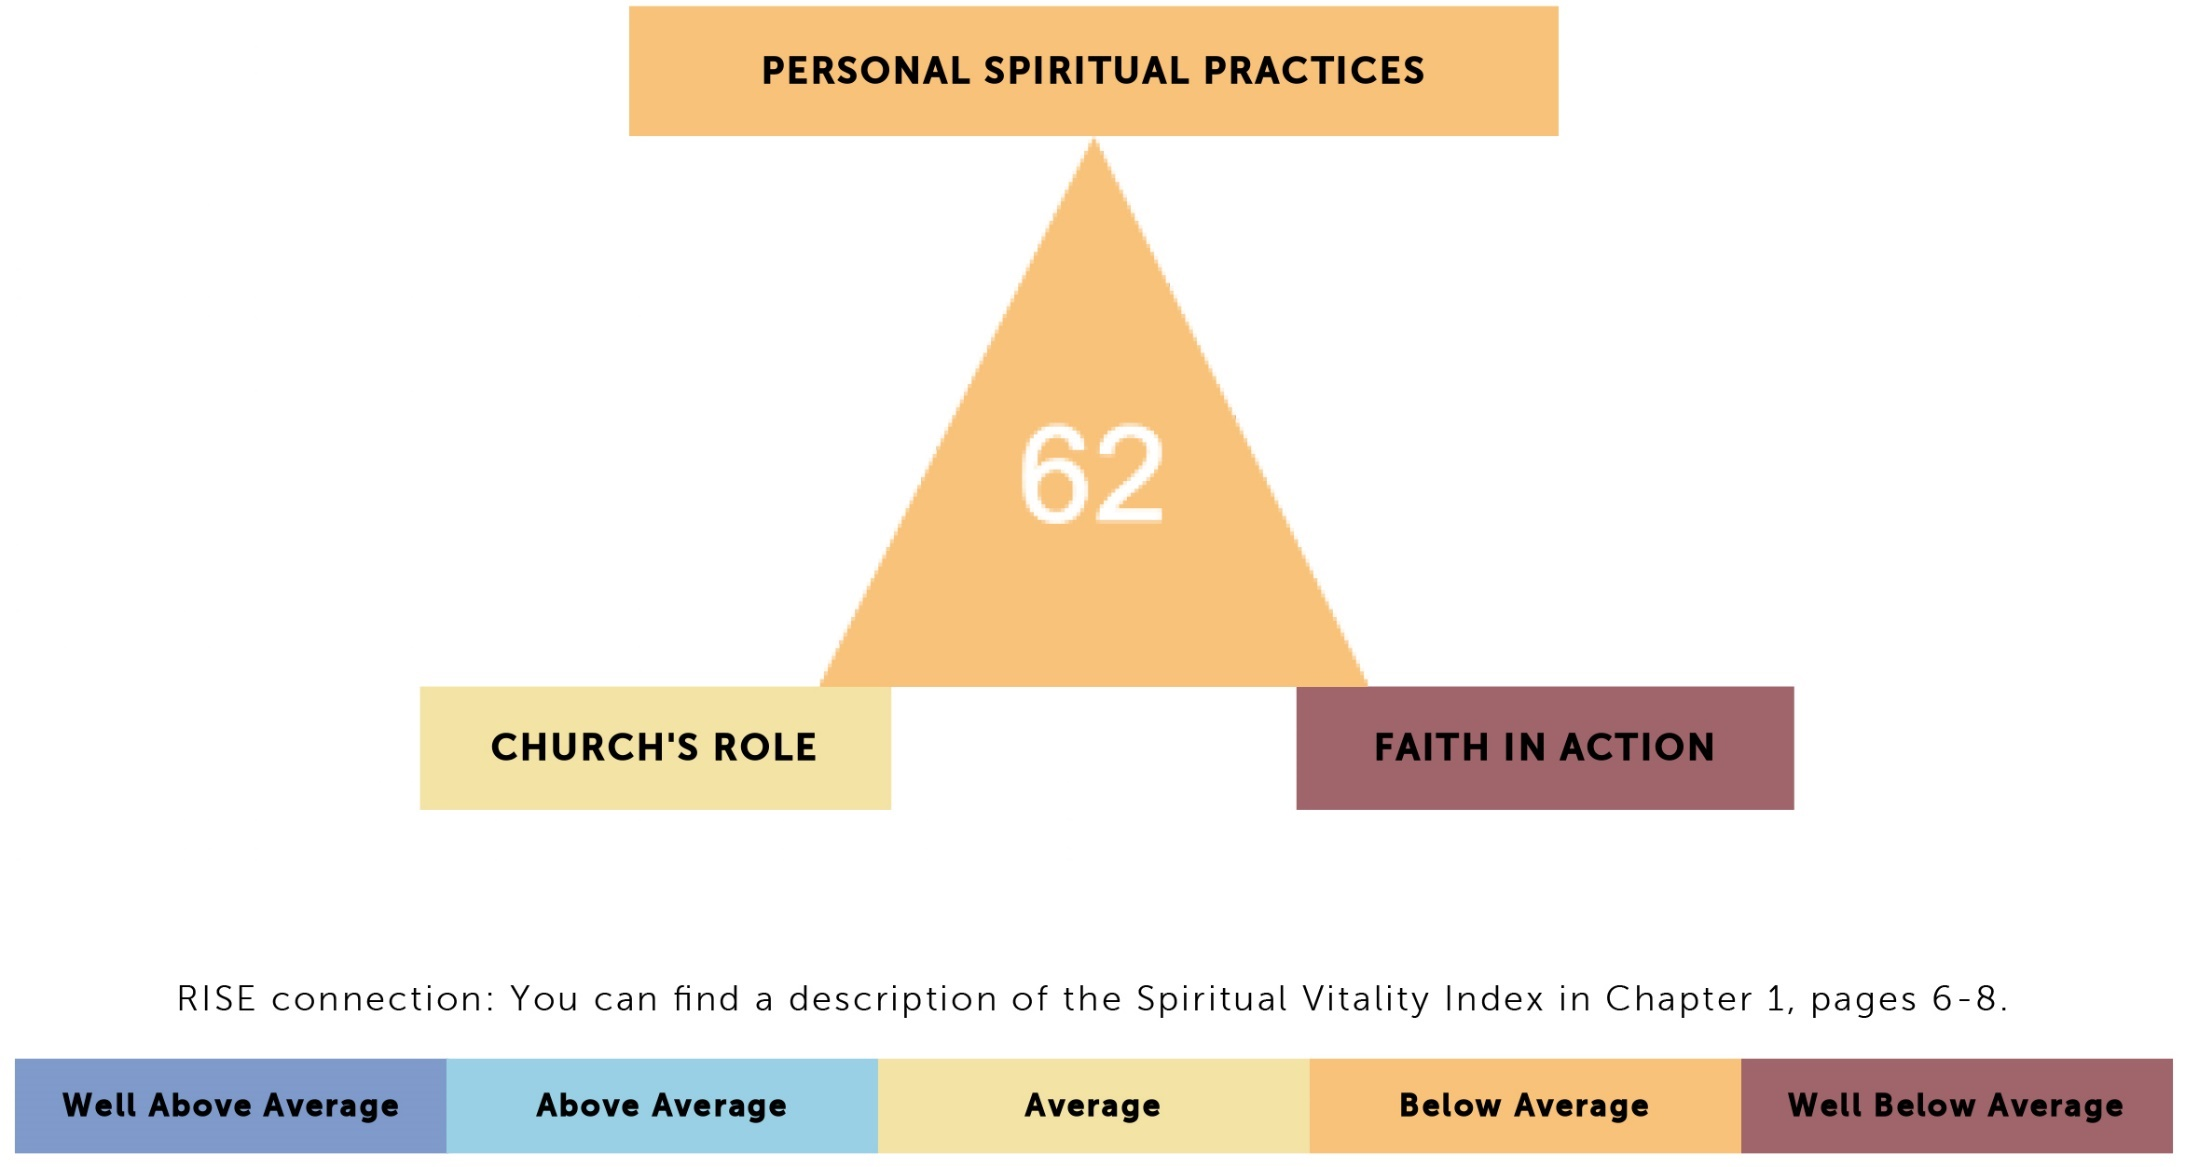 PERSONAL SPIRITUAL PRACTICES
62
CHURCH'S ROLE
FAITH IN ACTION
RISE connection: You can find a description of the Spiritual Vitality Index in Chapter 1, pages 6-8.
Well Above Average
Above Average
Average
Below Average
Well Below Average